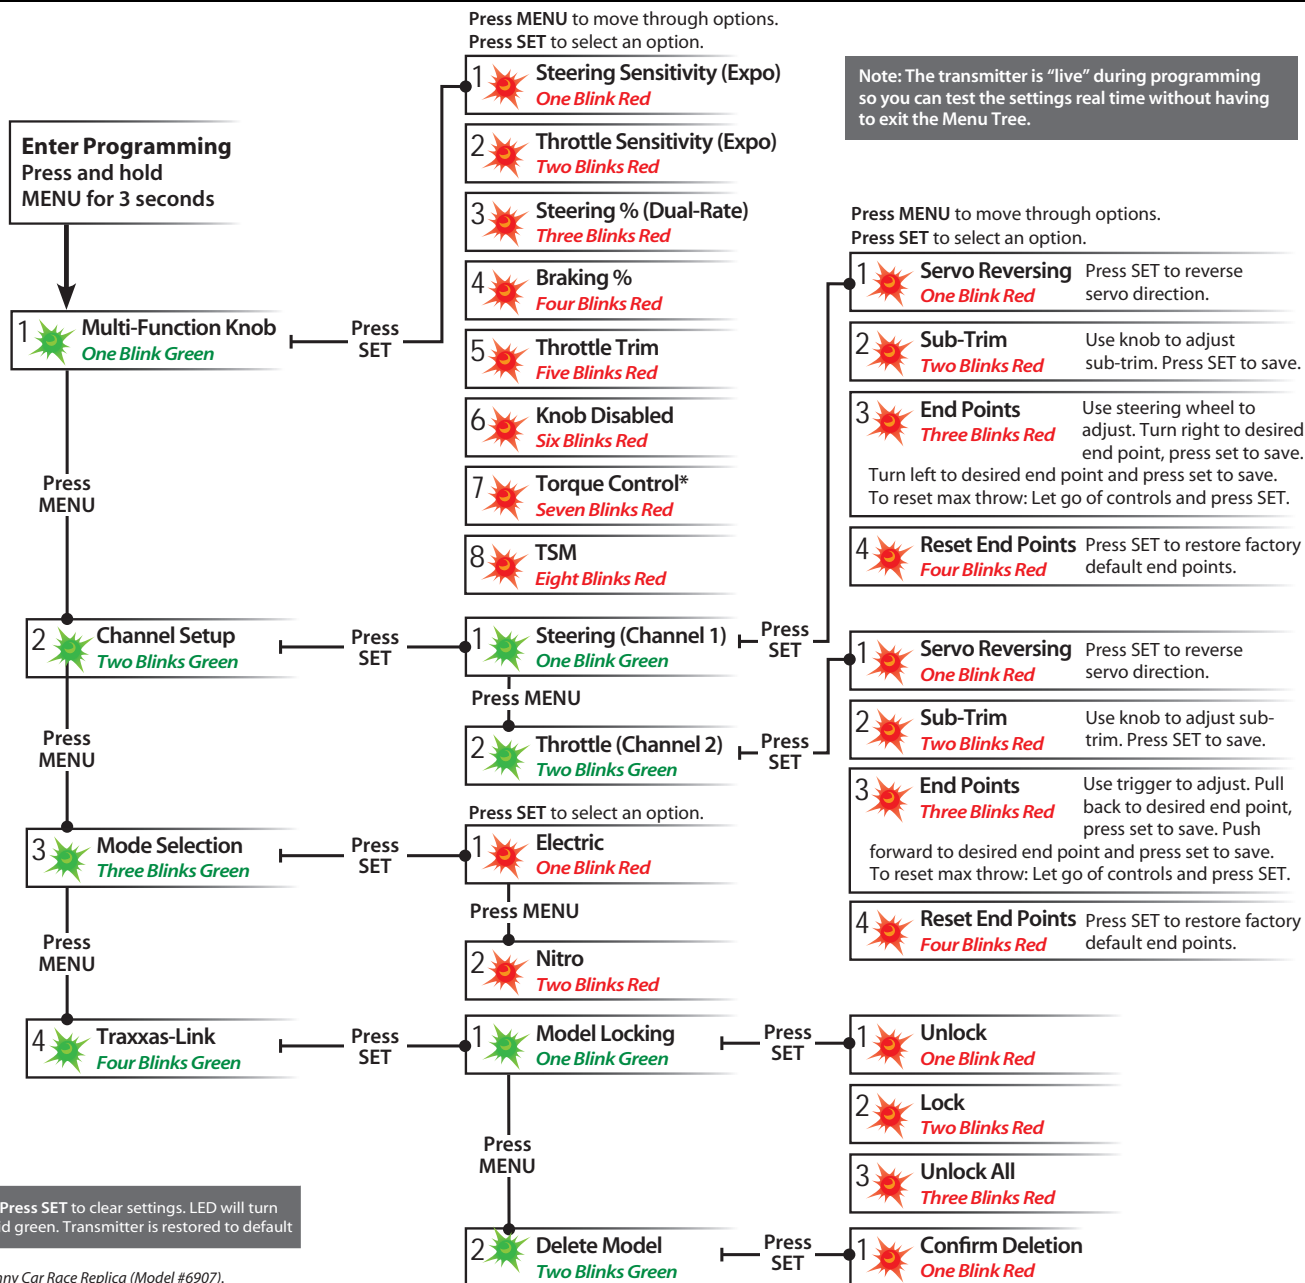 Press MENU to move through options.
Press SET to select an option.
Enter Programming
Press and hold
MENU for 3 seconds
1
Multi-Function Knob
One Blink Green
Press
SET
1
Steering Sensitivity (Expo)
One Blink Red
2
Throttle Sensitivity (Expo)
Two Blinks Red
3
Steering % (Dual-Rate)
Three Blinks Red
4
Braking %
Four Blinks Red
5
Throttle Trim
Five Blinks Red
6
Knob Disabled
Six Blinks Red
7
Torque Control*
Seven Blinks Red
8
TSM
Eight Blinks Red
Note: The transmitter is “live” during programming
so you can test the settings real time without having
to exit the Menu Tree.
Press
MENU
2
Channel Setup
Two Blinks Green
Press
SET
1
Steering (Channel 1)
One Blink Green
Press
SET
Press MENU
2
Throttle (Channel 2)
Two Blinks Green
Press
SET
Press MENU to move through options.
Press SET to select an option.
1
Servo Reversing
One Blink Red
Press SET to reverse
servo direction.
2
Sub-Trim
Two Blinks Red
Use knob to adjust
sub-trim. Press SET to save.
3
End Points
Three Blinks Red
Use steering wheel to
adjust. Turn right to desired
end point, press set to save.
Turn left to desired end point and press set to save.
To reset max throw: Let go of controls and press SET.
4
Reset End Points
Four Blinks Red
Press SET to restore factory
default end points.
1
Servo Reversing
One Blink Red
Press SET to reverse
servo direction.
2
Sub-Trim
Two Blinks Red
Use knob to adjust sub-
trim. Press SET to save.
3
End Points
Three Blinks Red
Use trigger to adjust. Pull
back to desired end point,
press set to save. Push
forward to desired end point and press set to save.
To reset max throw: Let go of controls and press SET.
4
Reset End Points
Four Blinks Red
Press SET to restore factory
default end points.
Press
MENU
3
Mode Selection
Three Blinks Green
Press
SET
Press SET to select an option.
1
Electric
One Blink Red
Press MENU
2
Nitro
Two Blinks Red
Press
MENU
4
Traxxas-Link
Four Blinks Green
Press
SET
1
Model Locking
One Blink Green
Press
SET
1
Unlock
One Blink Red
2
Lock
Two Blinks Red
3
Unlock All
Three Blinks Red
Press
MENU
2
Delete Model
Two Blinks Green
Press
SET
1
Confirm Deletion
One Blink Red
Press SET to clear settings. LED will turn
green. Transmitter is restored to default
Car Race Replica (Model #6907).